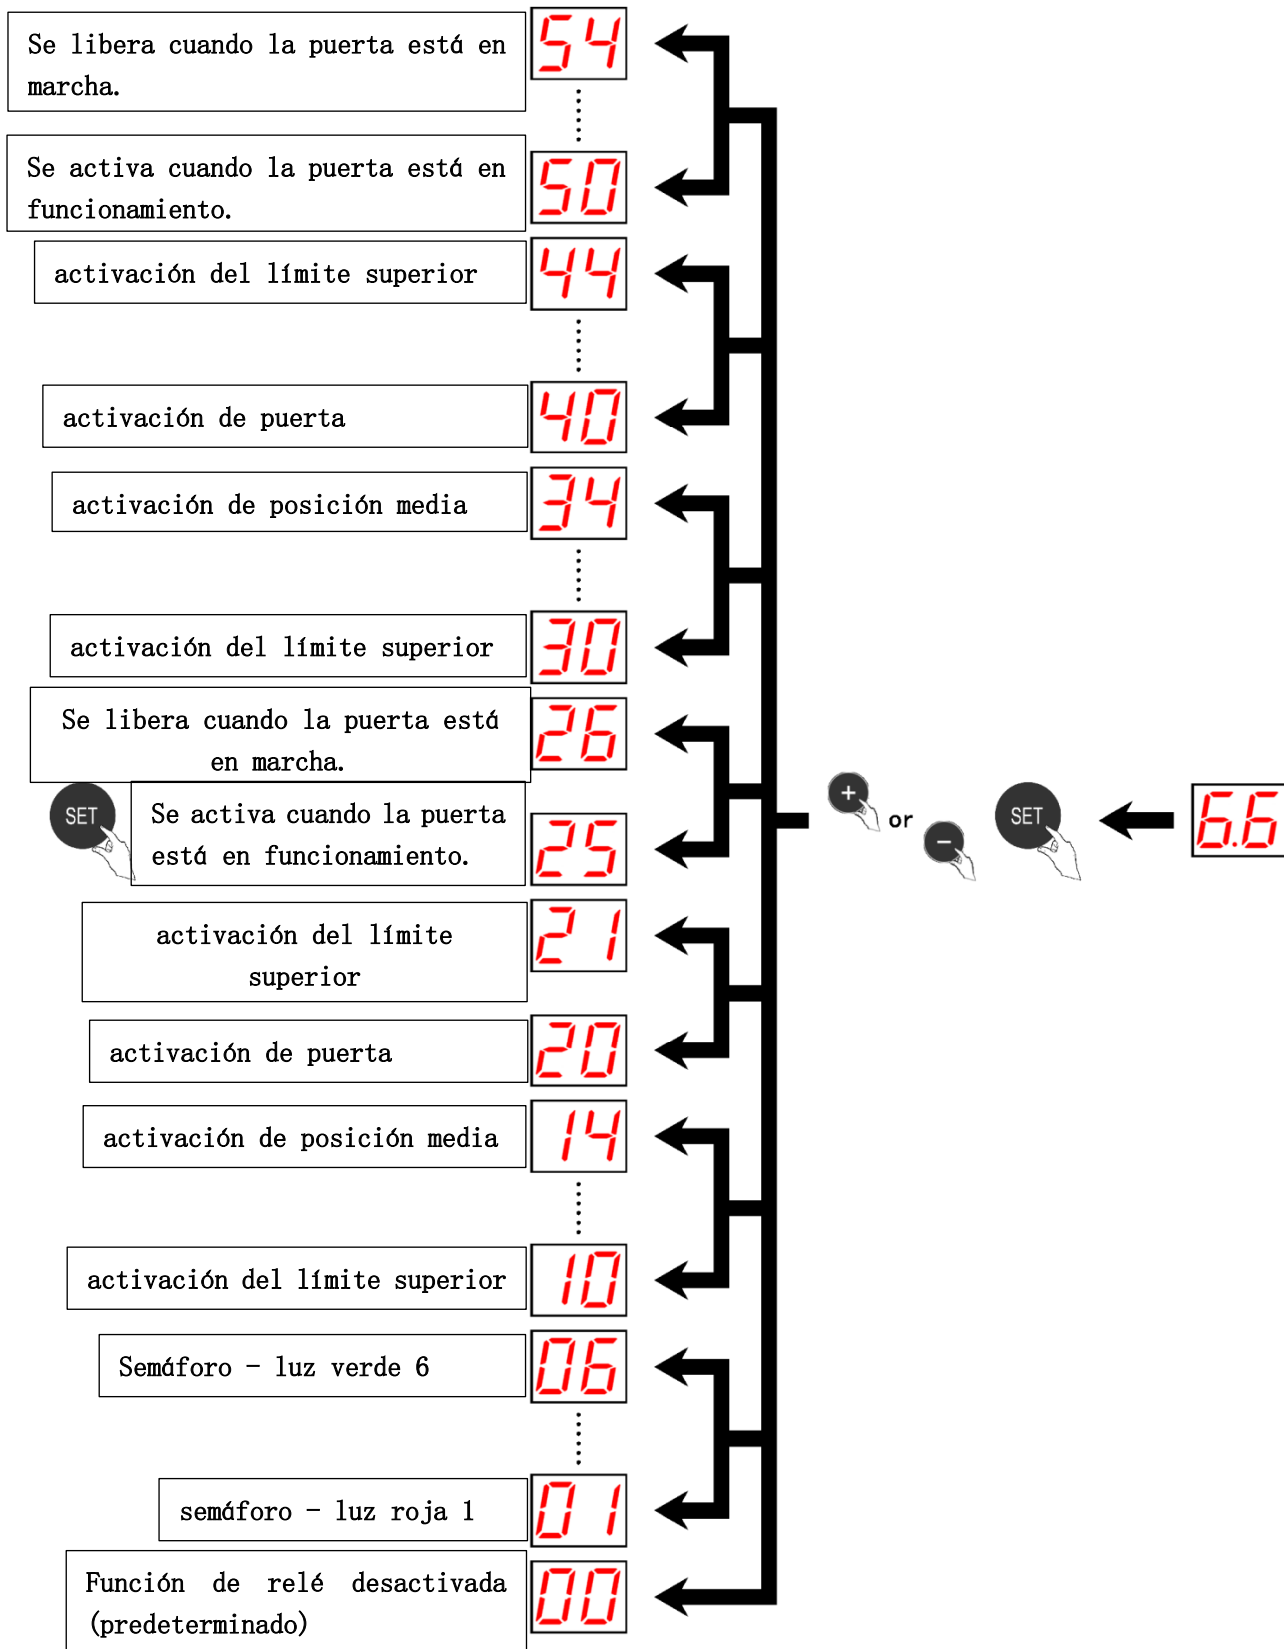 Se libera cuando la puerta está en
marcha.
54
Se activa cuando la puerta está en
funcionamiento.
50
activación del límite superior
44
activación de puerta
40
activación de posición media
34
activación del límite superior
30
Se libera cuando la puerta está
en marcha.
26
SET
Se activa cuando la puerta
está en funcionamiento.
25
+ or -
SET
6.6
activación del límite
superior
21
activación de puerta
20
activación de posición media
14
activación del límite superior
10
Semáforo - luz verde 6
06
semáforo - luz roja 1
01
Función de relé desactivada
(predeterminado)
00